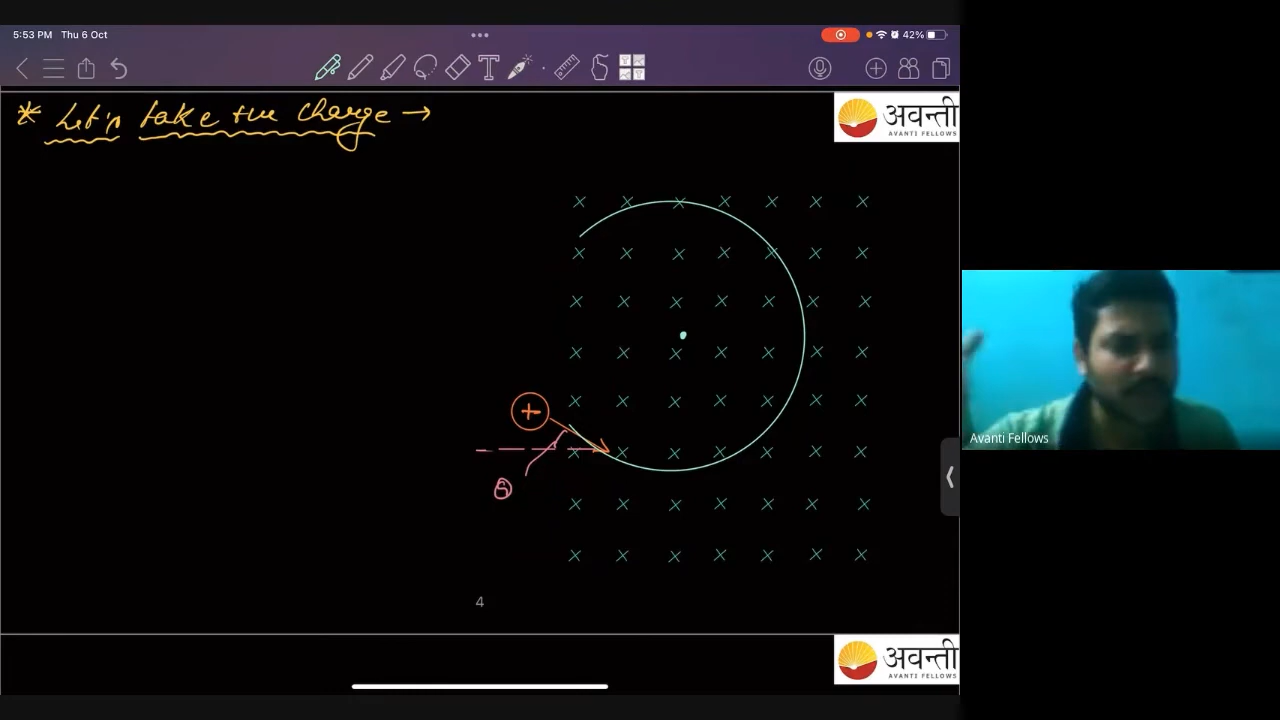 5:53 PM Thu 6 Oct
42%
* Let's take the charge →
अवन्ती
AVANTI FELLOWS
+
θ
Avanti Fellows
4
अवन्ती
AVANTI FELLOWS